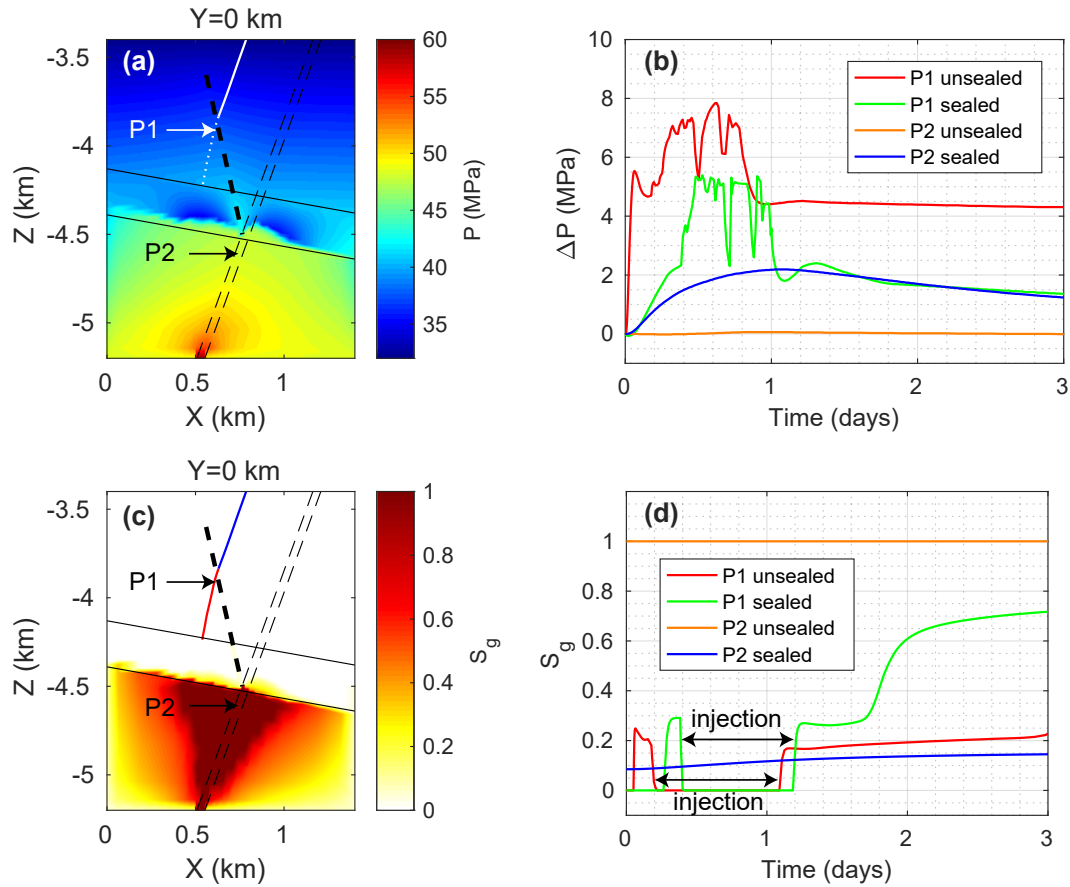 Y=0 km
(a)
P1
P2
-3.4
-4
-4.5
-5
Z (km)
0
0.5
1
X (km)
60
55
50
45
40
35
P (MPa)
(b)
P1 unsealed
P1 sealed
P2 unsealed
P2 sealed
10
8
6
4
2
0
ΔP (MPa)
0
1
2
3
Time (days)
Y=0 km
(c)
P1
P2
-3.5
-4
-4.5
-5
Z (km)
0
0.5
1
X (km)
1
0.8
0.6
0.4
0.2
0
S_g
(d)
P1 unsealed
P1 sealed
P2 unsealed
P2 sealed
injection
injection
1
0.8
0.6
0.4
0.2
0
S_g
0
1
2
3
Time (days)